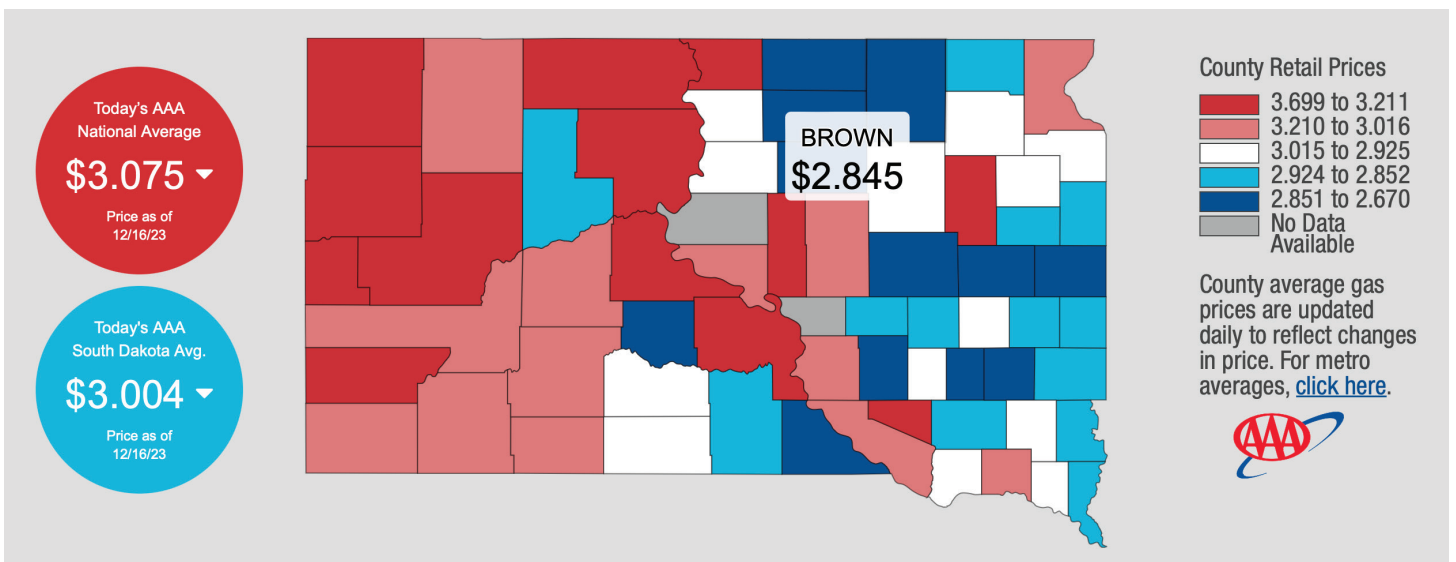 Today's AAA
National Average
$3.075
Price as of
12/16/23
Today's AAA
South Dakota Avg.
$3.004
Price as of
12/16/23
BROWN
$2.845
County Retail Prices
3.699 to 3.211
3.210 to 3.016
3.015 to 2.925
2.924 to 2.852
2.851 to 2.670
No Data
Available
County average gas
prices are updated
daily to reflect changes
in price. For metro
averages, click here.
AAA